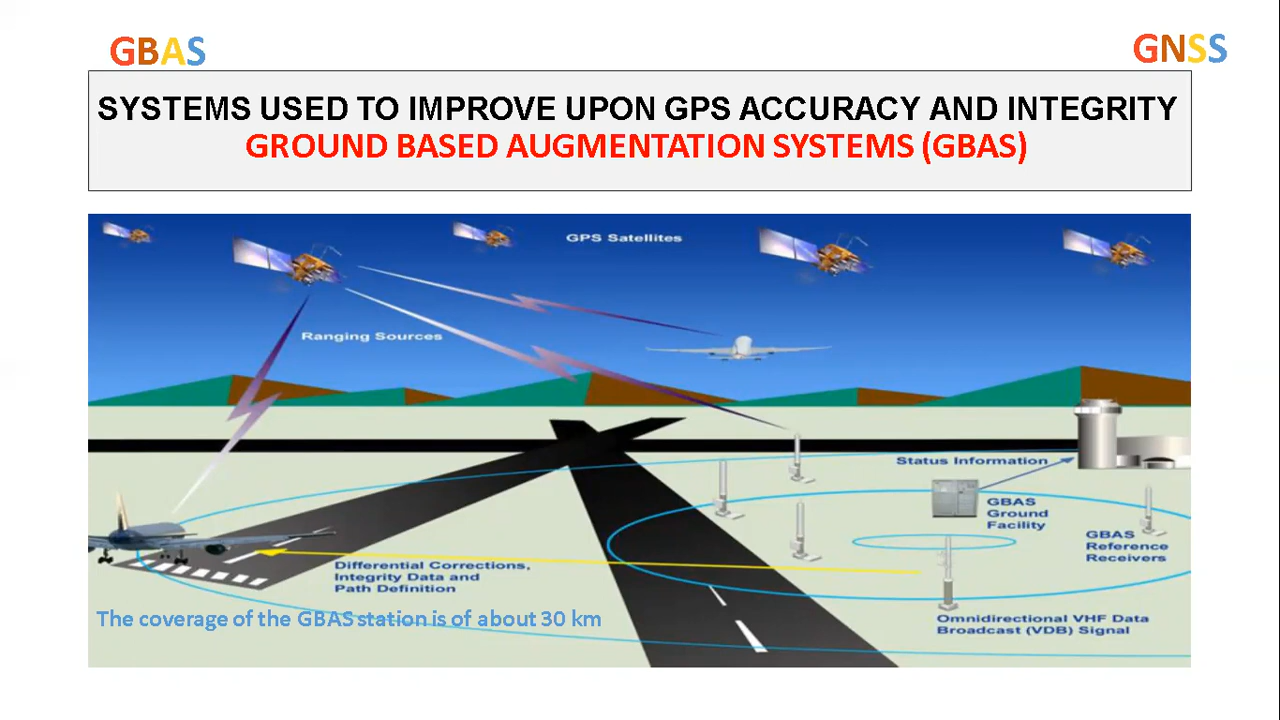 GBAS
GNSS
SYSTEMS USED TO IMPROVE UPON GPS ACCURACY AND INTEGRITY
GROUND BASED AUGMENTATION SYSTEMS (GBAS)
GPS Satellites
Ranging Sources
Status Information
GBAS
Ground
Facility
GBAS
Reference
Receivers
Differential Corrections,
Integrity Data and
Path Definition
The coverage of the GBAS station is of about 30 km
Omnidirectional VHF Data
Broadcast (VDB) Signal